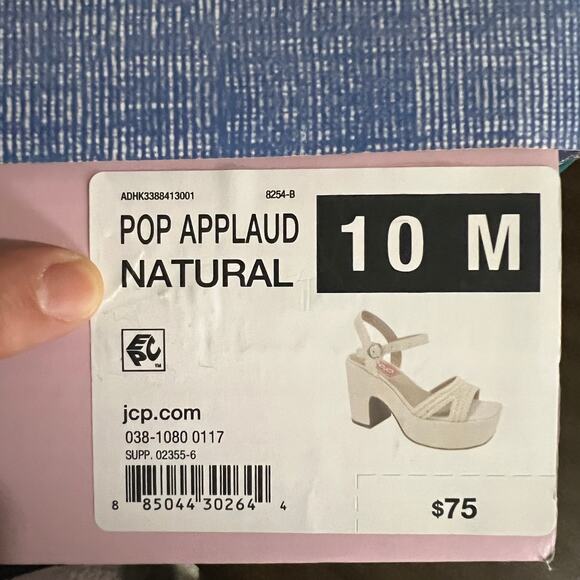 ADHK3388413001 8254-B
POP APPLAUD
NATURAL
10 M
EPC™
jcp.com
038-1080 0117
SUPP. 02355-6
8 85044 30264 4
$75